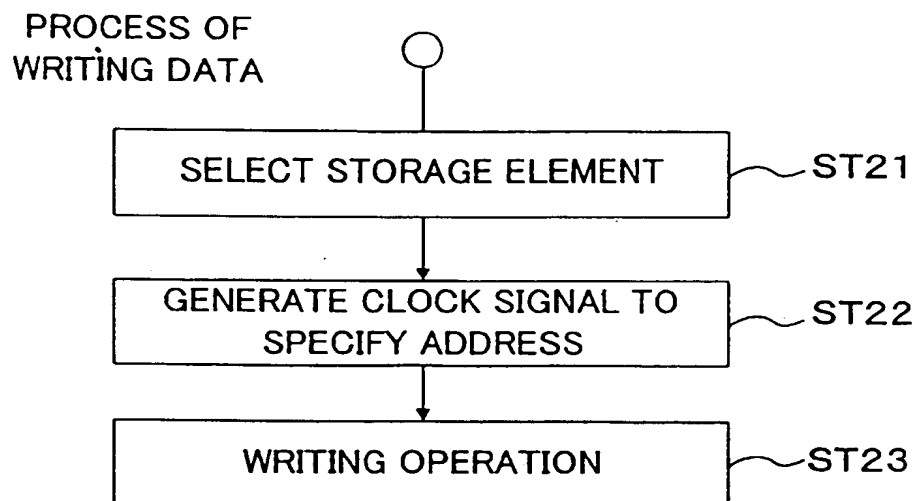 PROCESS OF
WRITING DATA
SELECT STORAGE ELEMENT
ST21
GENERATE CLOCK SIGNAL TO
SPECIFY ADDRESS
ST22
WRITING OPERATION
ST23